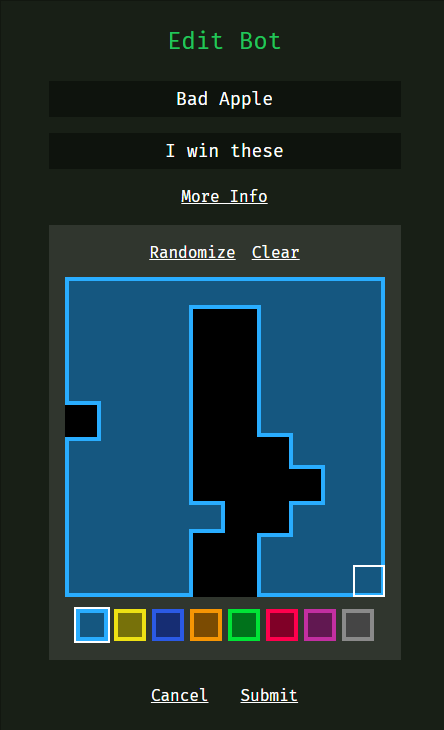 Edit Bot
Bad Apple
I win these
More Info
Randomize Clear
Cancel Submit